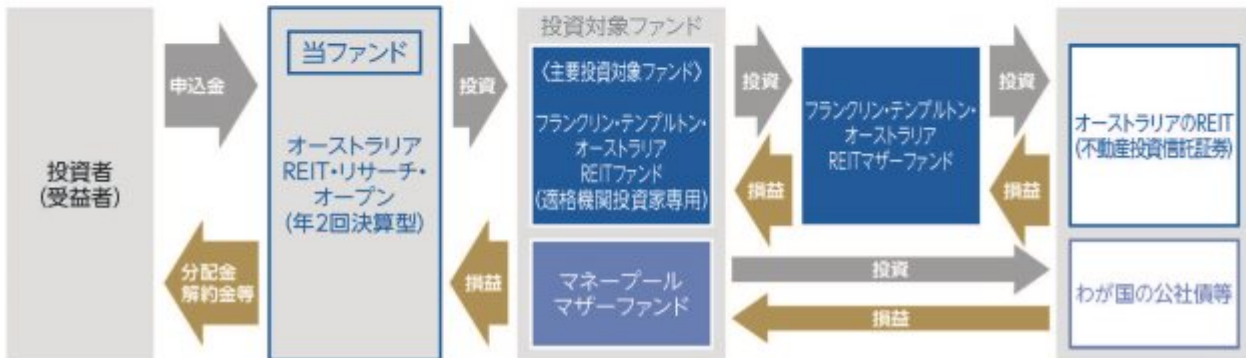 投資者
(受益者)
申込金
分配金
解約金等
当ファンド
オーストラリア
REIT・リサーチ・
オープン
(年2回決算型)
投資
損益
投資対象ファンド
〈主要投資対象ファンド〉
フランクリン・テンプルトン・
オーストラリア
REITファンド
(適格機関投資家専用)
マネープール
マザーファンド
投資
損益
フランクリン・テンプルトン・
オーストラリア
REITマザーファンド
投資
損益
投資
損益
オーストラリアのREIT
(不動産投資信託証券)
わが国の公社債等